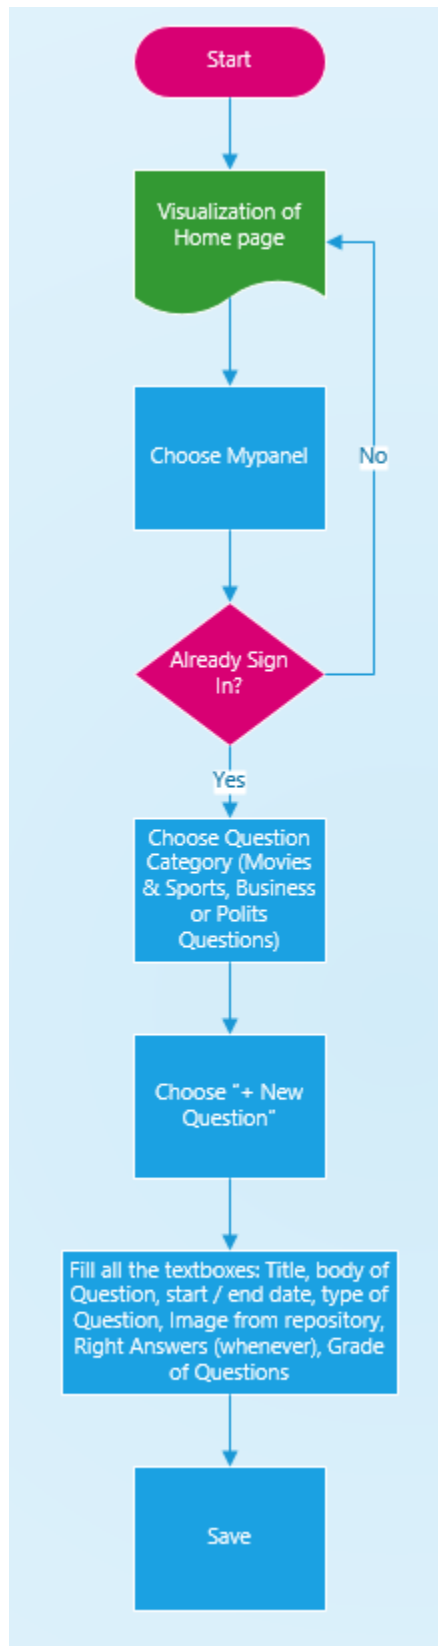 Start
Visualization of
Home page
Choose Mypanel
No
Already Sign
In?
Yes
Choose Question
Category (Movies
& Sports, Business
or Polits
Questions)
Choose "+ New
Question"
Fill all the textboxes: Title, body of
Question, start / end date, type of
Question, Image from repository,
Right Answers (whenever), Grade
of Questions
Save